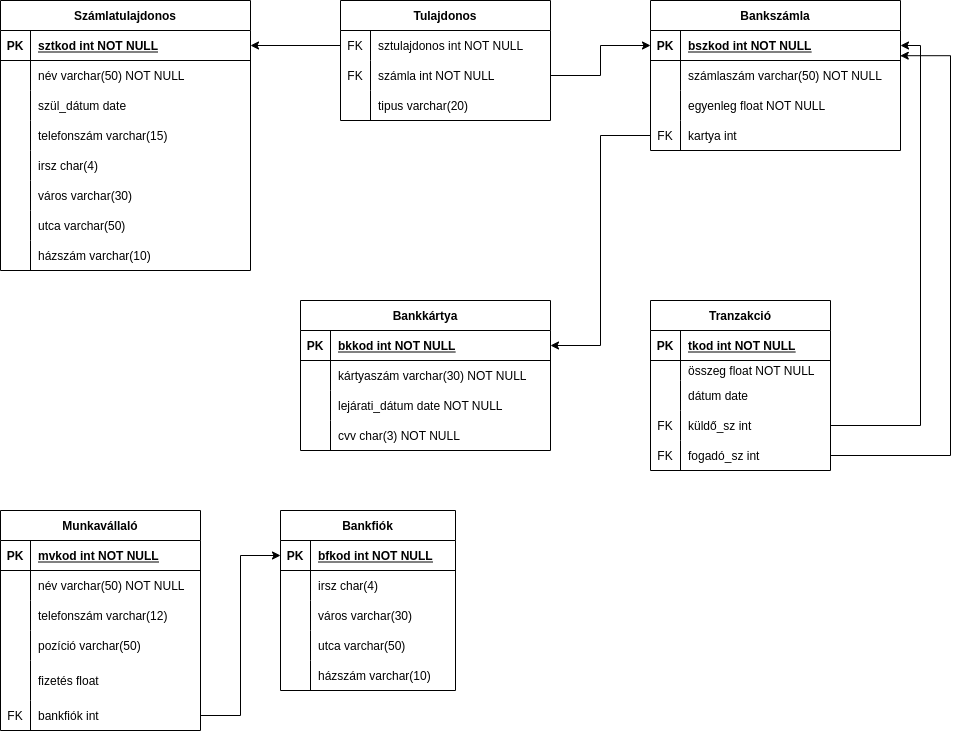 Számlatulajdonos
PK sztkod int NOT NULL
név varchar(50) NOT NULL
szül_dátum date
telefonszám varchar(15)
irsz char(4)
város varchar(30)
utca varchar(50)
házszám varchar(10)
Tulajdonos
FK sztulajdonos int NOT NULL
FK számla int NOT NULL
tipus varchar(20)
Bankszámla
PK bszkod int NOT NULL
számlaszám varchar(50) NOT NULL
egyenleg float NOT NULL
FK kartya int
Bankkártya
PK bkkod int NOT NULL
kártyaszám varchar(30) NOT NULL
lejárati_dátum date NOT NULL
cvv char(3) NOT NULL
Tranzakció
PK tkod int NOT NULL
összeg float NOT NULL
dátum date
FK küldő_sz int
FK fogadó_sz int
Munkavállaló
PK mvkod int NOT NULL
név varchar(50) NOT NULL
telefonszám varchar(12)
pozíció varchar(50)
fizetés float
FK bankfiók int
Bankfiók
PK bfkod int NOT NULL
irsz char(4)
város varchar(30)
utca varchar(50)
házszám varchar(10)